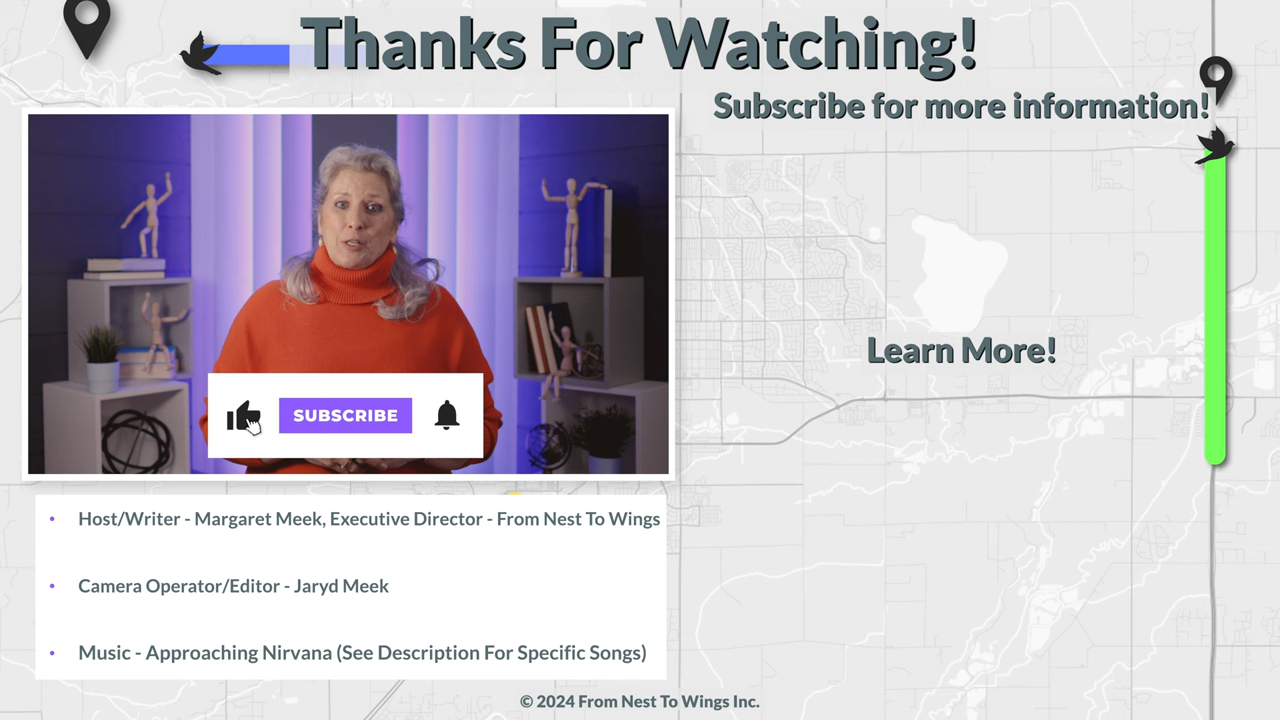 Thanks For Watching!
Subscribe for more information!
SUBSCRIBE
Learn More!
• Host/Writer - Margaret Meek, Executive Director - From Nest To Wings
• Camera Operator/Editor - Jaryd Meek
• Music - Approaching Nirvana (See Description For Specific Songs)
© 2024 From Nest To Wings Inc.